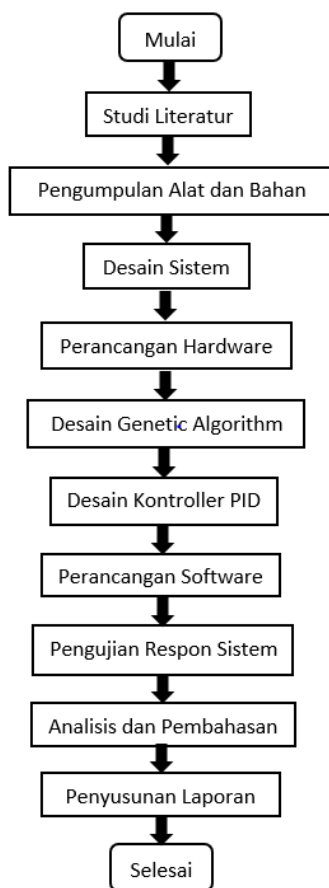 Mulai
Studi Literatur
Pengumpulan Alat dan Bahan
Desain Sistem
Perancangan Hardware
Desain Genetic Algorithm
Desain Kontroller PID
Perancangan Software
Pengujian Respon Sistem
Analisis dan Pembahasan
Penyusunan Laporan
Selesai